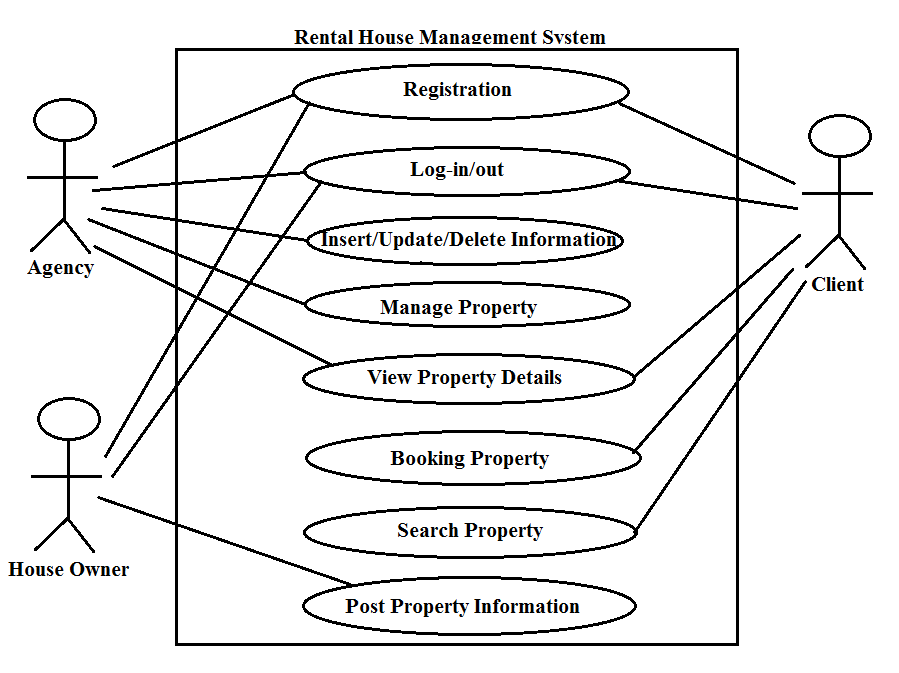 Rental House Management System
Registration
Log-in/out
Insert/Update/Delete Information
Agency
Client
Manage Property
View Property Details
Booking Property
Search Property
House Owner
Post Property Information